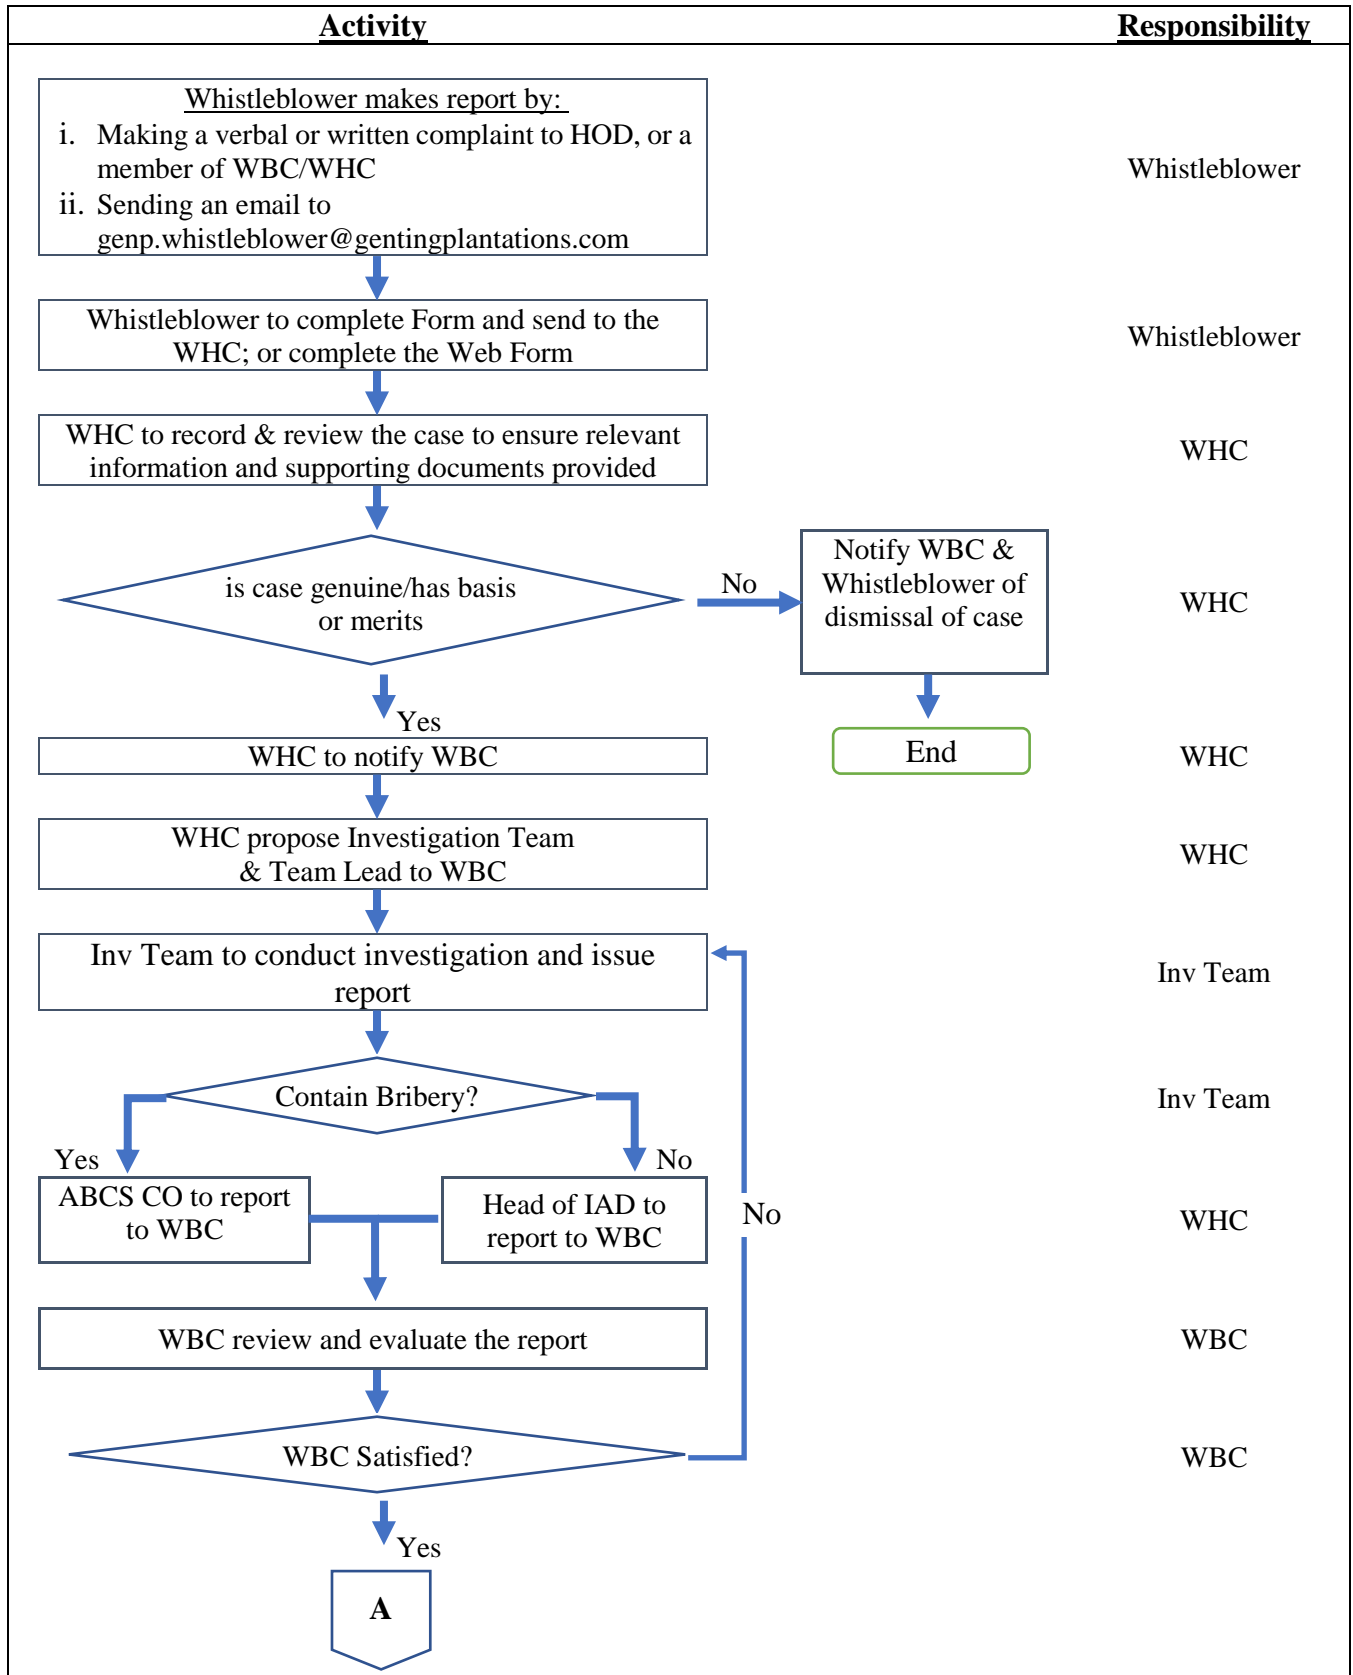 Activity
Responsibility
Whistleblower makes report by:
i. Making a verbal or written complaint to HOD, or a
member of WBC/WHC
ii. Sending an email to
genp.whistleblower@gentingplantations.com
Whistleblower
Whistleblower to complete Form and send to the
WHC; or complete the Web Form
Whistleblower
WHC to record & review the case to ensure relevant
information and supporting documents provided
WHC
is case genuine/has basis
or merits
No
Notify WBC &
Whistleblower of
dismissal of case
WHC
Yes
WHC to notify WBC
End
WHC
WHC propose Investigation Team
& Team Lead to WBC
WHC
Inv Team to conduct investigation and issue
report
Inv Team
Contain Bribery?
Inv Team
Yes
No
ABCS CO to report
to WBC
Head of IAD to
report to WBC
No
WHC
WBC review and evaluate the report
WBC
WBC Satisfied?
WBC
Yes
A